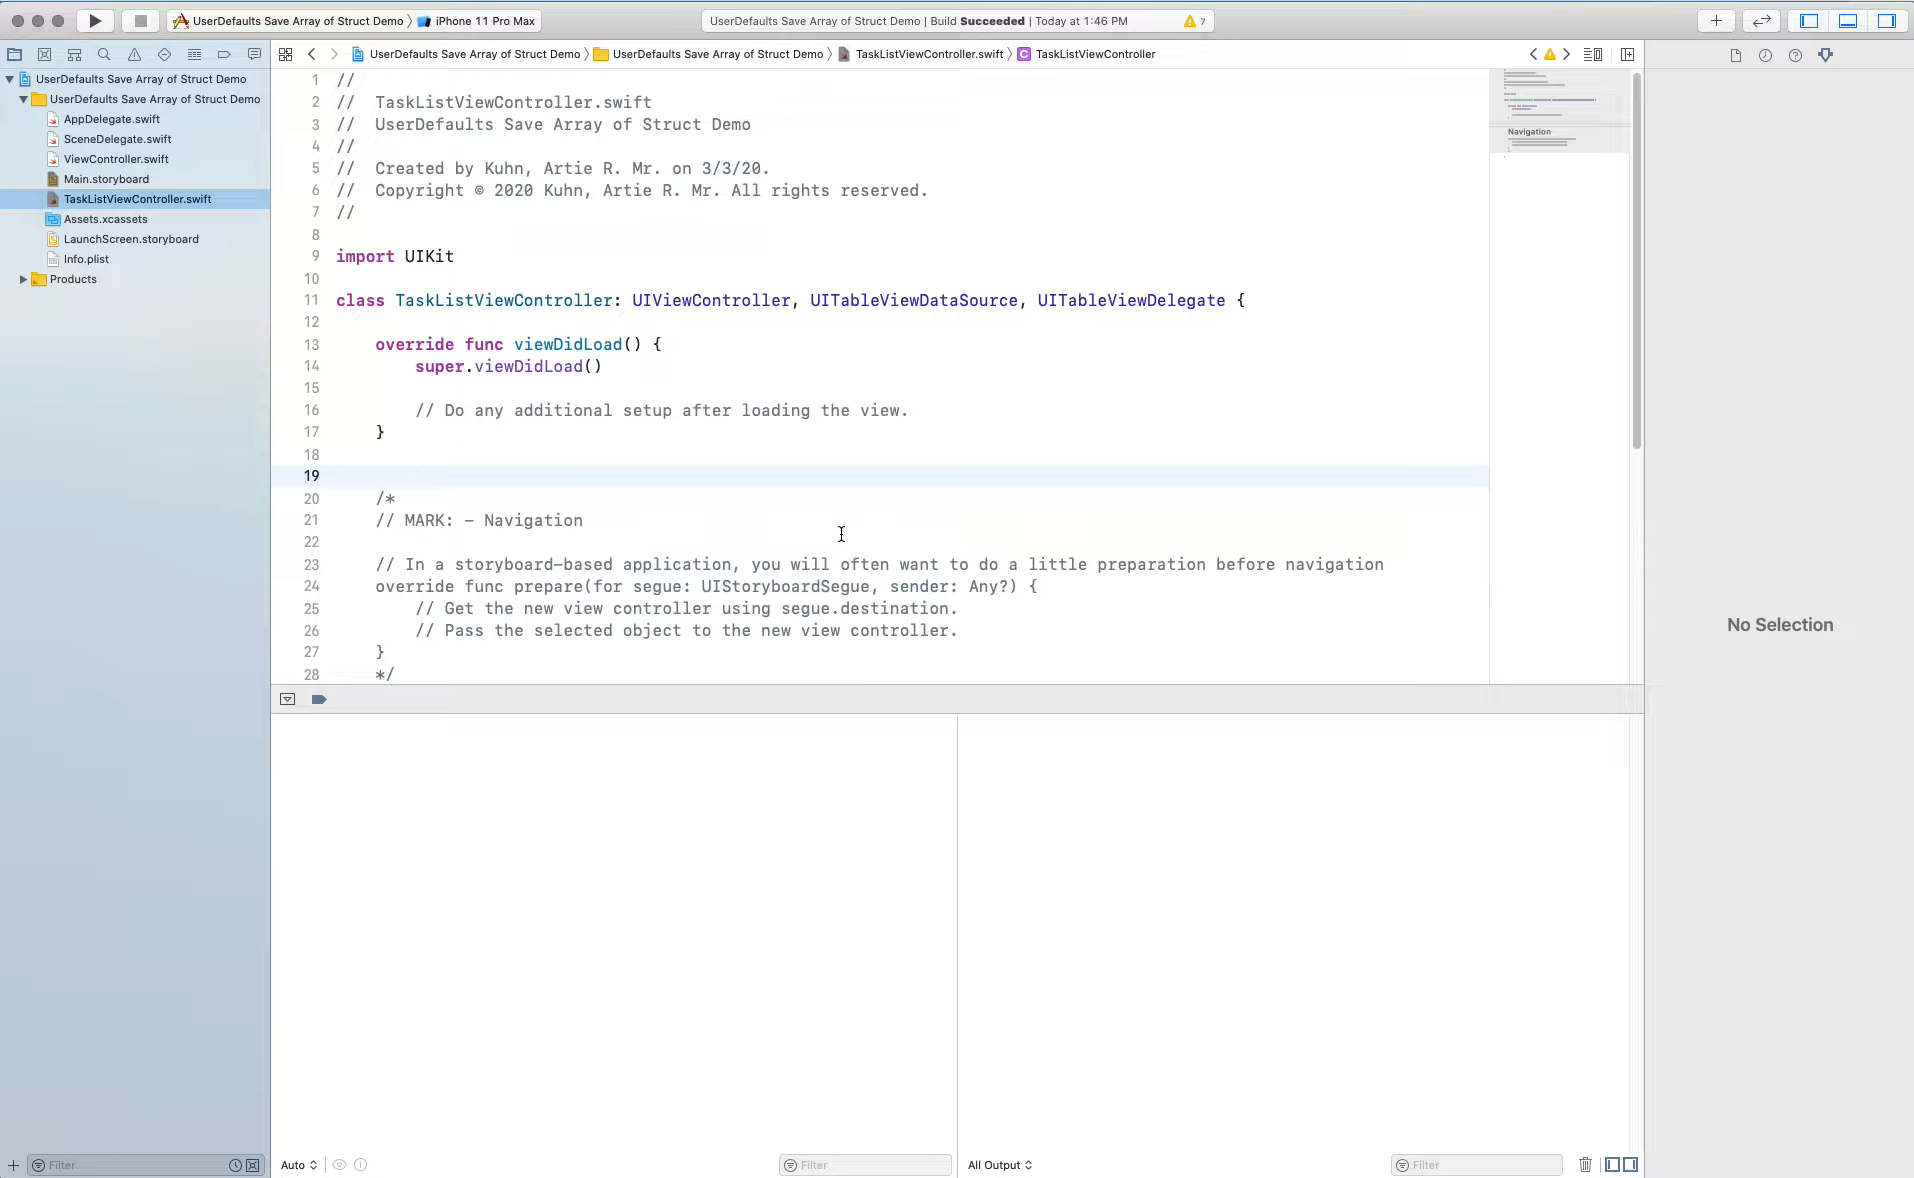 UserDefaults Save Array of Struct Demo 〉 iPhone 11 Pro Max
UserDefaults Save Array of Struct Demo | Build Succeeded | Today at 1:46 PM
7
UserDefaults Save Array of Struct Demo 〉 UserDefaults Save Array of Struct Demo 〉 TaskListViewController.swift 〉 C TaskListViewController
UserDefaults Save Array of Struct Demo
UserDefaults Save Array of Struct Demo
AppDelegate.swift
SceneDelegate.swift
ViewController.swift
Main.storyboard
TaskListViewController.swift
Assets.xcassets
LaunchScreen.storyboard
Info.plist
Products
1 //
2 //  TaskListViewController.swift
3 //  UserDefaults Save Array of Struct Demo
4 //
5 //  Created by Kuhn, Artie R. Mr. on 3/3/20.
6 //  Copyright © 2020 Kuhn, Artie R. Mr. All rights reserved.
7 //
8
9 import UIKit
10
11 class TaskListViewController: UIViewController, UITableViewDataSource, UITableViewDelegate {
12
13     override func viewDidLoad() {
14         super.viewDidLoad()
15
16         // Do any additional setup after loading the view.
17     }
18
19
20     /*
21     // MARK: - Navigation
22
23     // In a storyboard-based application, you will often want to do a little preparation before navigation
24     override func prepare(for segue: UIStoryboardSegue, sender: Any?) {
25         // Get the new view controller using segue.destination.
26         // Pass the selected object to the new view controller.
27     }
28     */
Navigation
No Selection
Filter
Auto
Filter
All Output
Filter